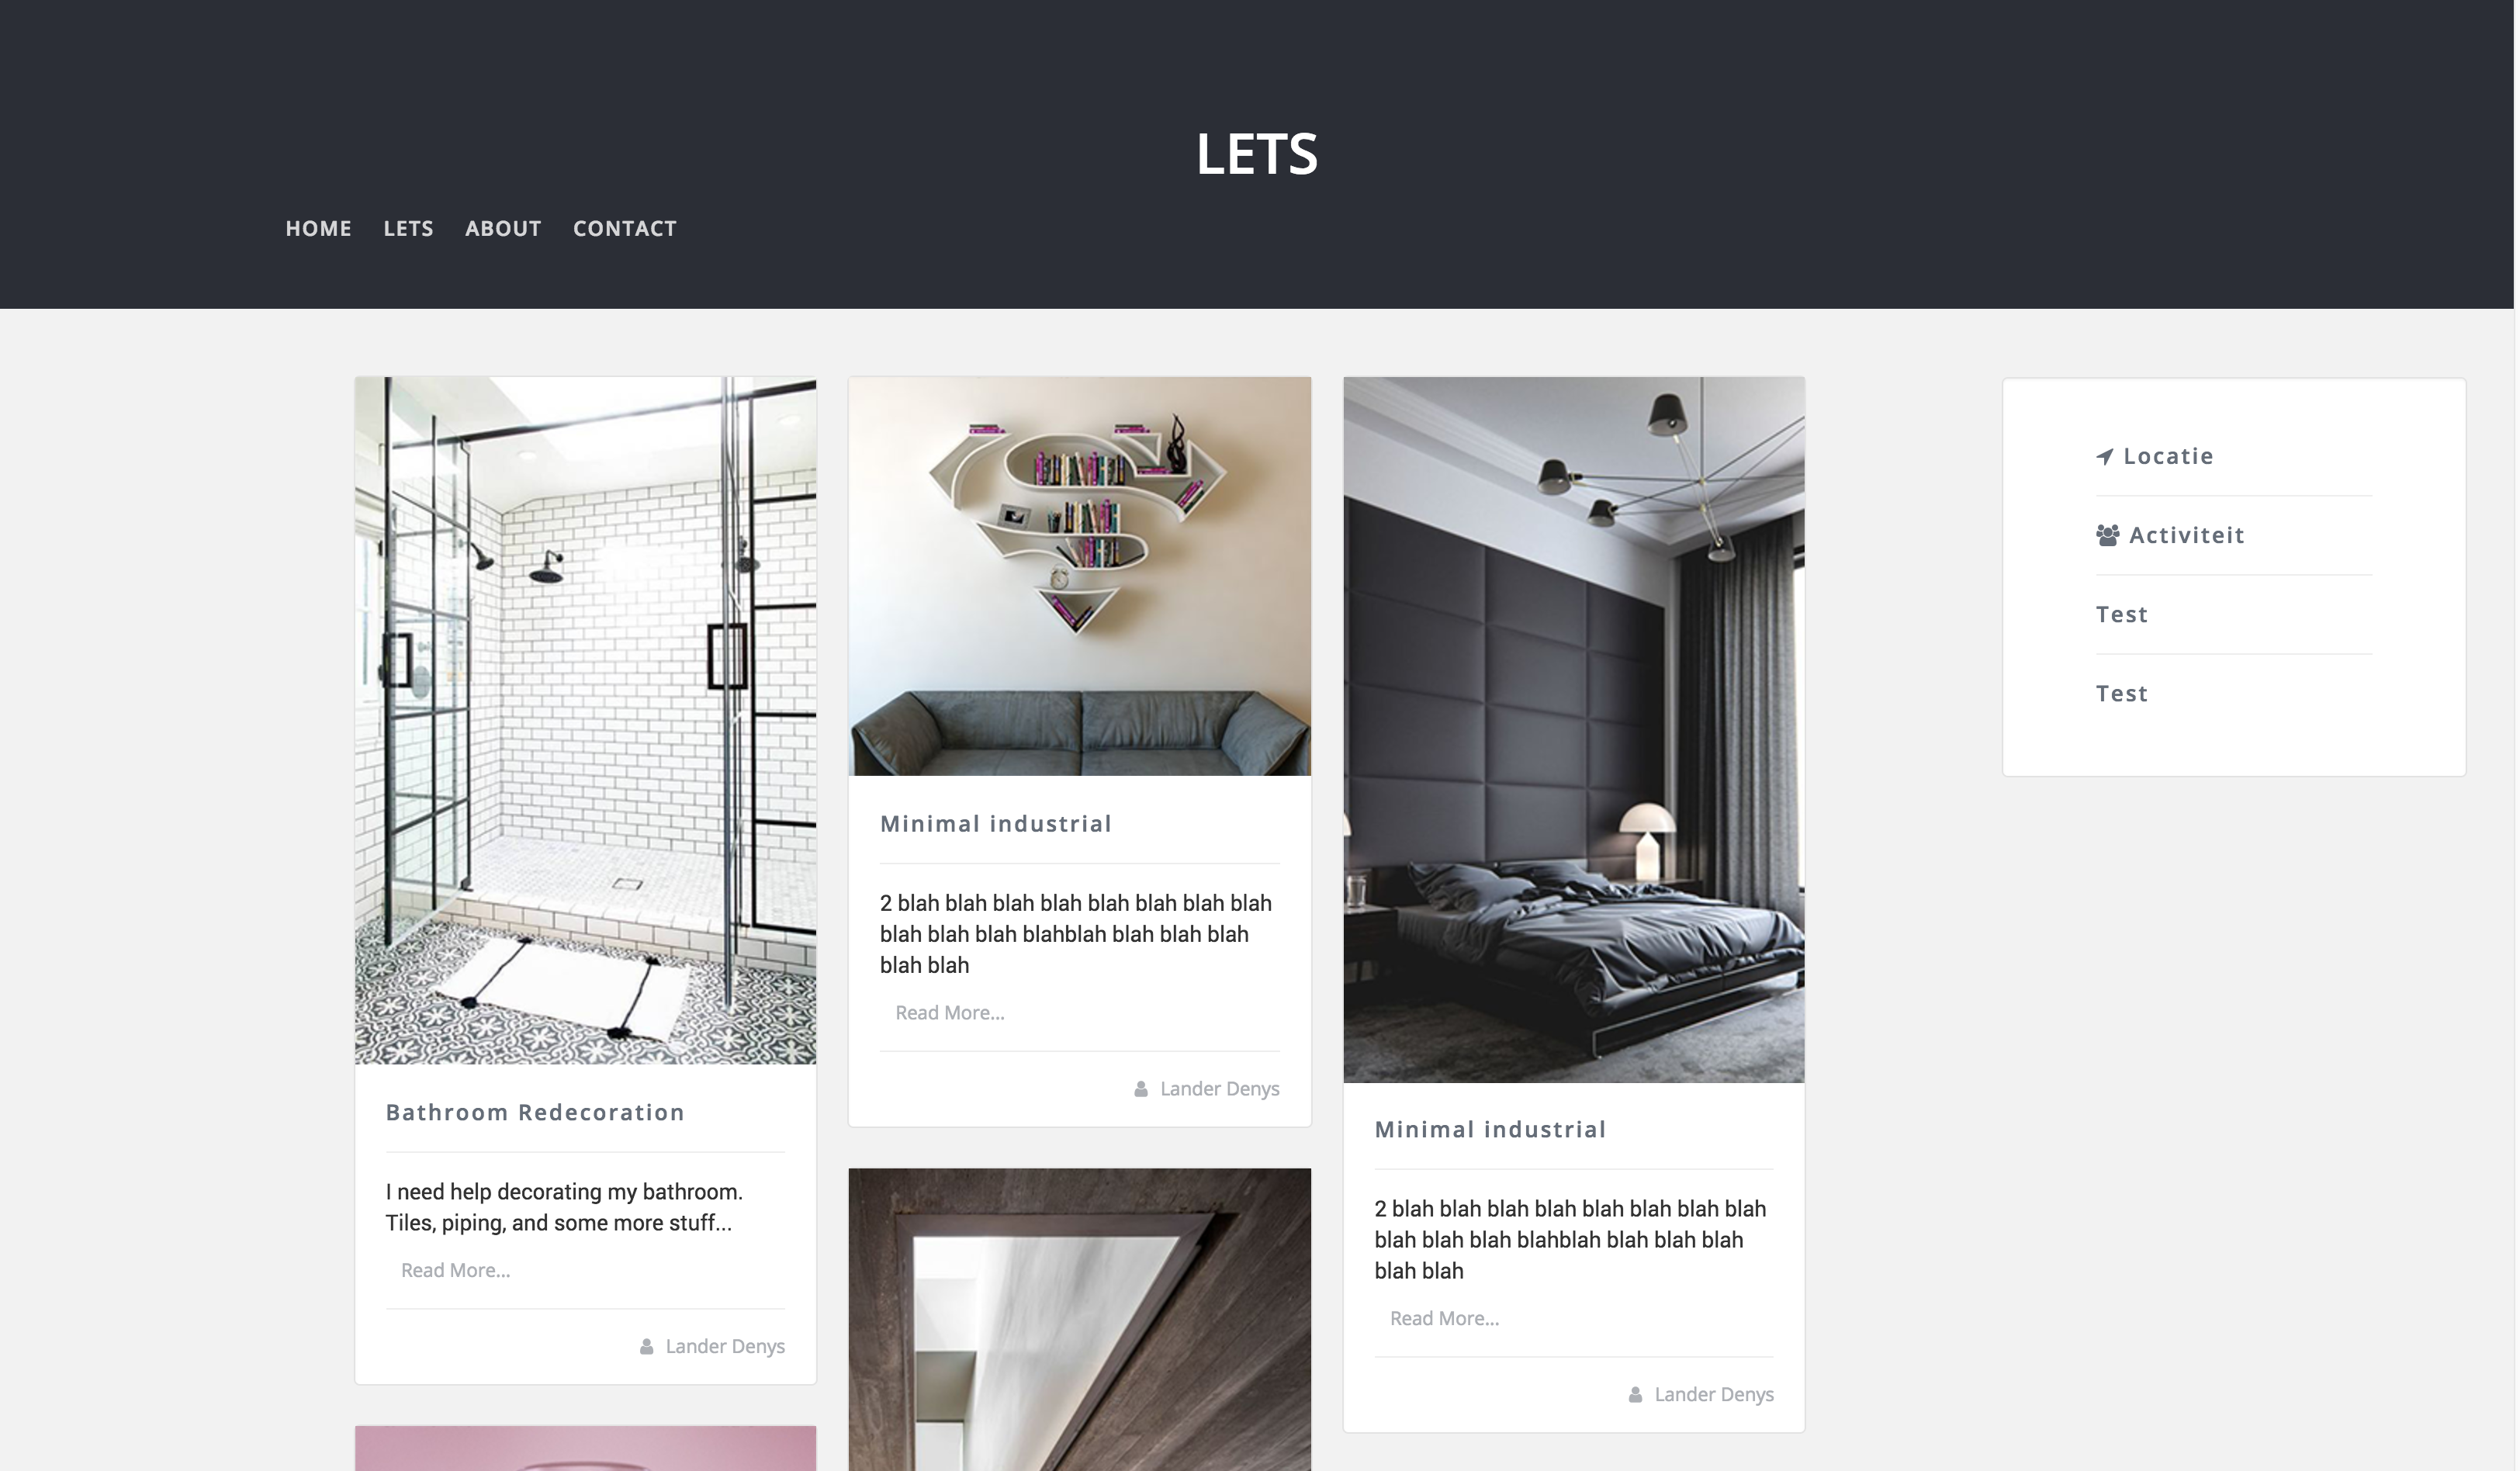 LETS
HOME LETS ABOUT CONTACT
Bathroom Redecoration
I need help decorating my bathroom.
Tiles, piping, and some more stuff...
Read More...
Lander Denys
Minimal industrial
2 blah blah blah blah blah blah blah blah
blah blah blah blahblah blah blah blah
blah blah
Read More...
Lander Denys
Minimal industrial
2 blah blah blah blah blah blah blah blah
blah blah blah blahblah blah blah blah
blah blah
Read More...
Lander Denys
Locatie
Activiteit
Test
Test